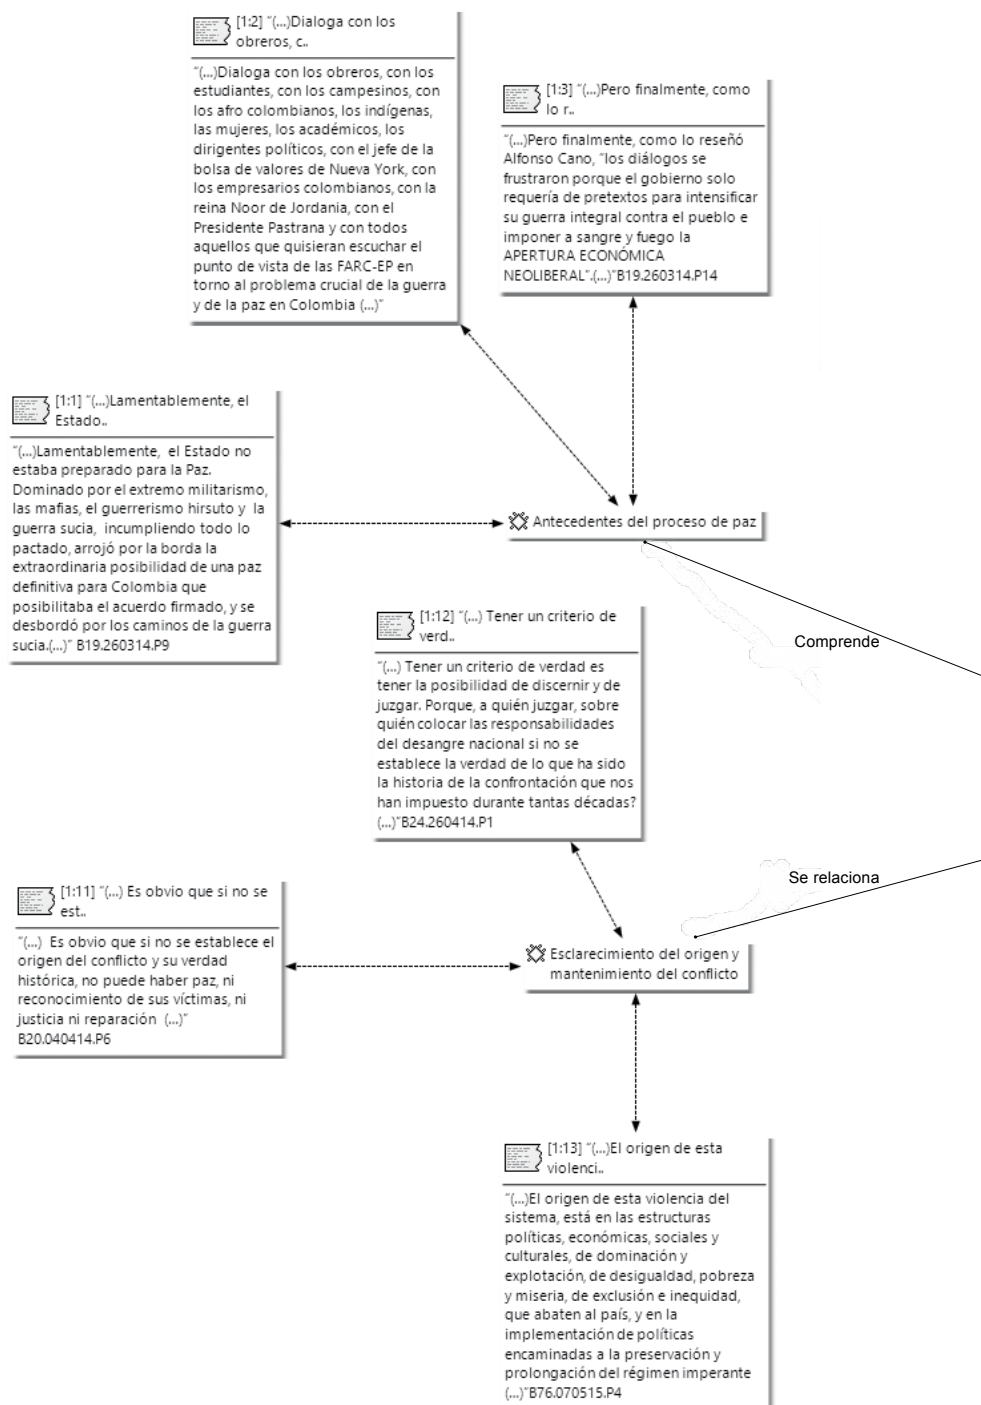 [1:2] "(...)Dialoga con los
obreros, c..
"(...)Dialoga con los obreros, con los
estudiantes, con los campesinos, con
los afro colombianos, los indígenas,
las mujeres, los académicos, los
dirigentes políticos, con el jefe de la
bolsa de valores de Nueva York, con
los empresarios colombianos, con la
reina Noor de Jordania, con el
Presidente Pastrana y con todos
aquellos que quisieran escuchar el
punto de vista de las FARC-EP en
torno al problema crucial de la guerra
y de la paz en Colombia (...)"
[1:3] "(...)Pero finalmente, como
lo r..
"(...)Pero finalmente, como lo reseñó
Alfonso Cano, "los diálogos se
frustraron porque el gobierno solo
requería de pretextos para intensificar
su guerra integral contra el pueblo e
imponer a sangre y fuego la
APERTURA ECONÓMICA
NEOLIBERAL".(...)"B19.260314.P14
[1:1] "(...)Lamentablemente, el
Estado..
"(...)Lamentablemente, el Estado no
estaba preparado para la Paz.
Dominado por el extremo militarismo,
las mafias, el guerrerismo hirsuto y la
guerra sucia, incumpliendo todo lo
pactado, arrojó por la borda la
extraordinaria posibilidad de una paz
definitiva para Colombia que
posibilitaba el acuerdo firmado, y se
desbordó por los caminos de la guerra
sucia.(...)" B19.260314.P9
Antecedentes del proceso de paz
Comprende
[1:12] "(...) Tener un criterio de
verd..
"(...) Tener un criterio de verdad es
tener la posibilidad de discernir y de
juzgar. Porque, a quién juzgar, sobre
quién colocar las responsabilidades
del desangre nacional si no se
establece la verdad de lo que ha sido
la historia de la confrontación que nos
han impuesto durante tantas décadas?
(...)"B24.260414.P1
Se relaciona
[1:11] "(...) Es obvio que si no se
est..
"(...) Es obvio que si no se establece el
origen del conflicto y su verdad
histórica, no puede haber paz, ni
reconocimiento de sus víctimas, ni
justicia ni reparación (...)"
B20.040414.P6
Esclarecimiento del origen y
mantenimiento del conflicto
[1:13] "(...)El origen de esta
violenci..
"(...)El origen de esta violencia del
sistema, está en las estructuras
políticas, económicas, sociales y
culturales, de dominación y
explotación, de desigualdad, pobreza
y miseria, de exclusión e inequidad,
que abaten al país, y en la
implementación de políticas
encaminadas a la preservación y
prolongación del régimen imperante
(...)"B76.070515.P4